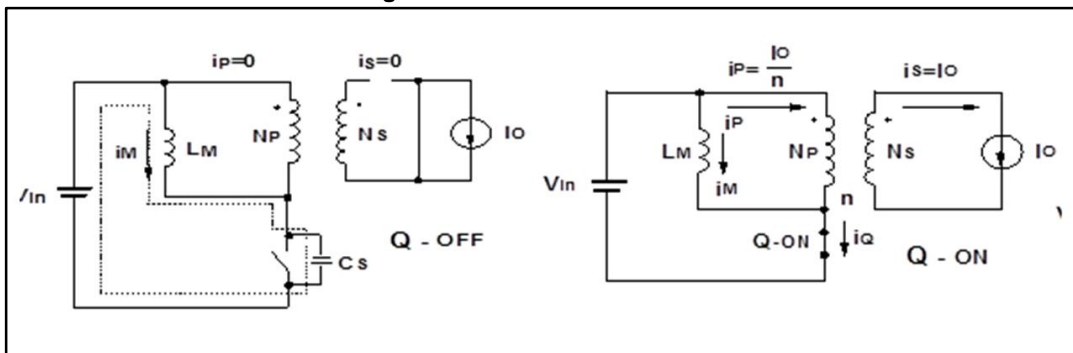 iP=0
iS=0
iM
LM
NP
NS
IO
/In
CS
Q - OFF
iP= IO
n
iS=IO
iP
LM
iM
NP
NS
IO
VIn
n
Q-ON
iQ
Q - ON